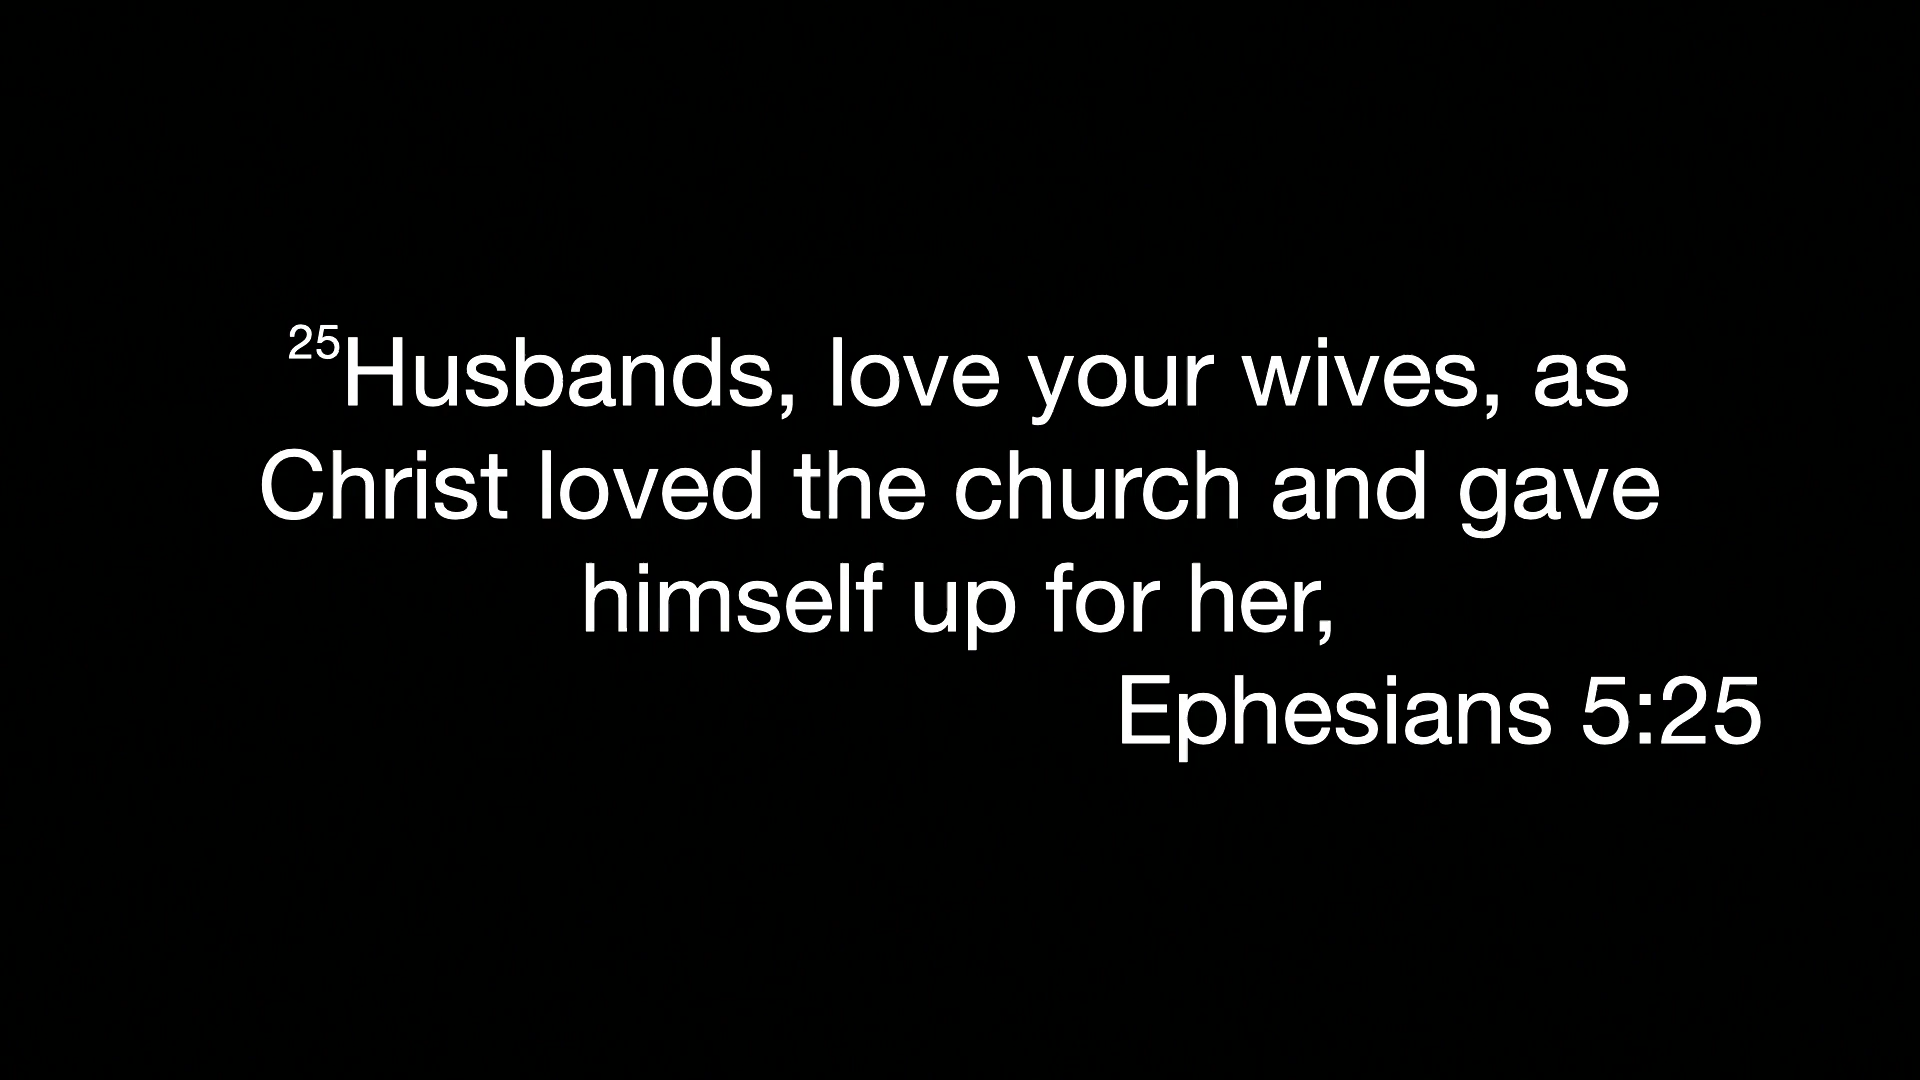 25Husbands, love your wives, as
Christ loved the church and gave
himself up for her,
Ephesians 5:25